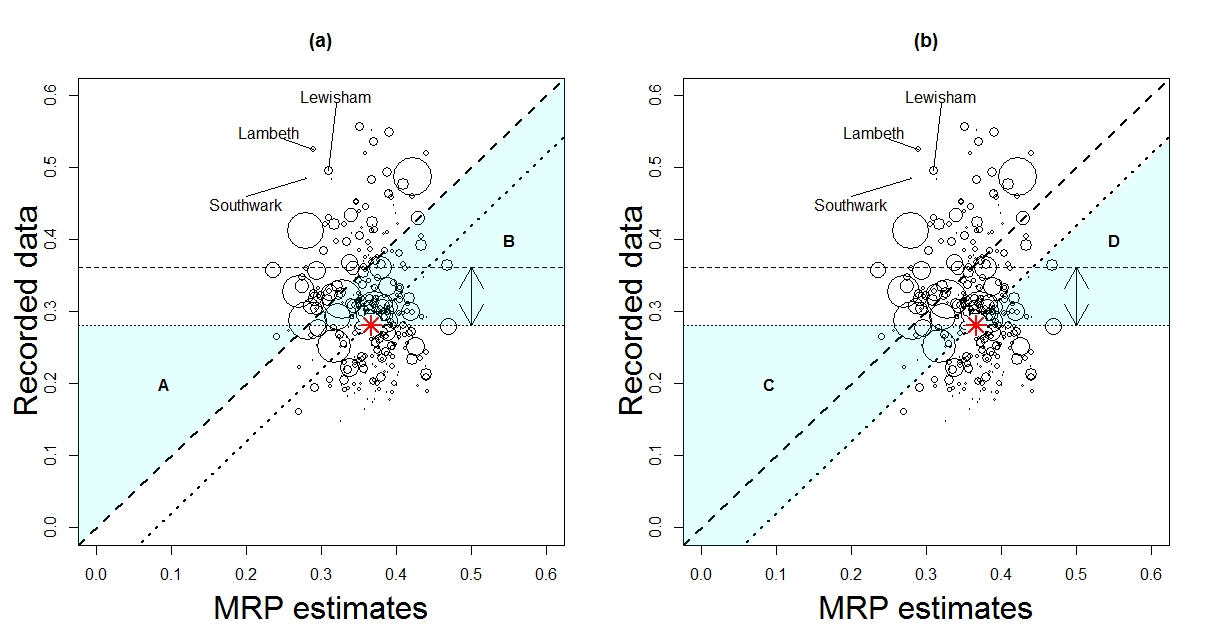 (a)
Recorded data
0.6
0.5
0.4
0.3
0.2
0.1
0.0
Lewisham
Lambeth
Southwark
B
A
0.0 0.1 0.2 0.3 0.4 0.5 0.6
MRP estimates
(b)
Recorded data
0.6
0.5
0.4
0.3
0.2
0.1
0.0
Lewisham
Lambeth
Southwark
D
C
0.0 0.1 0.2 0.3 0.4 0.5 0.6
MRP estimates